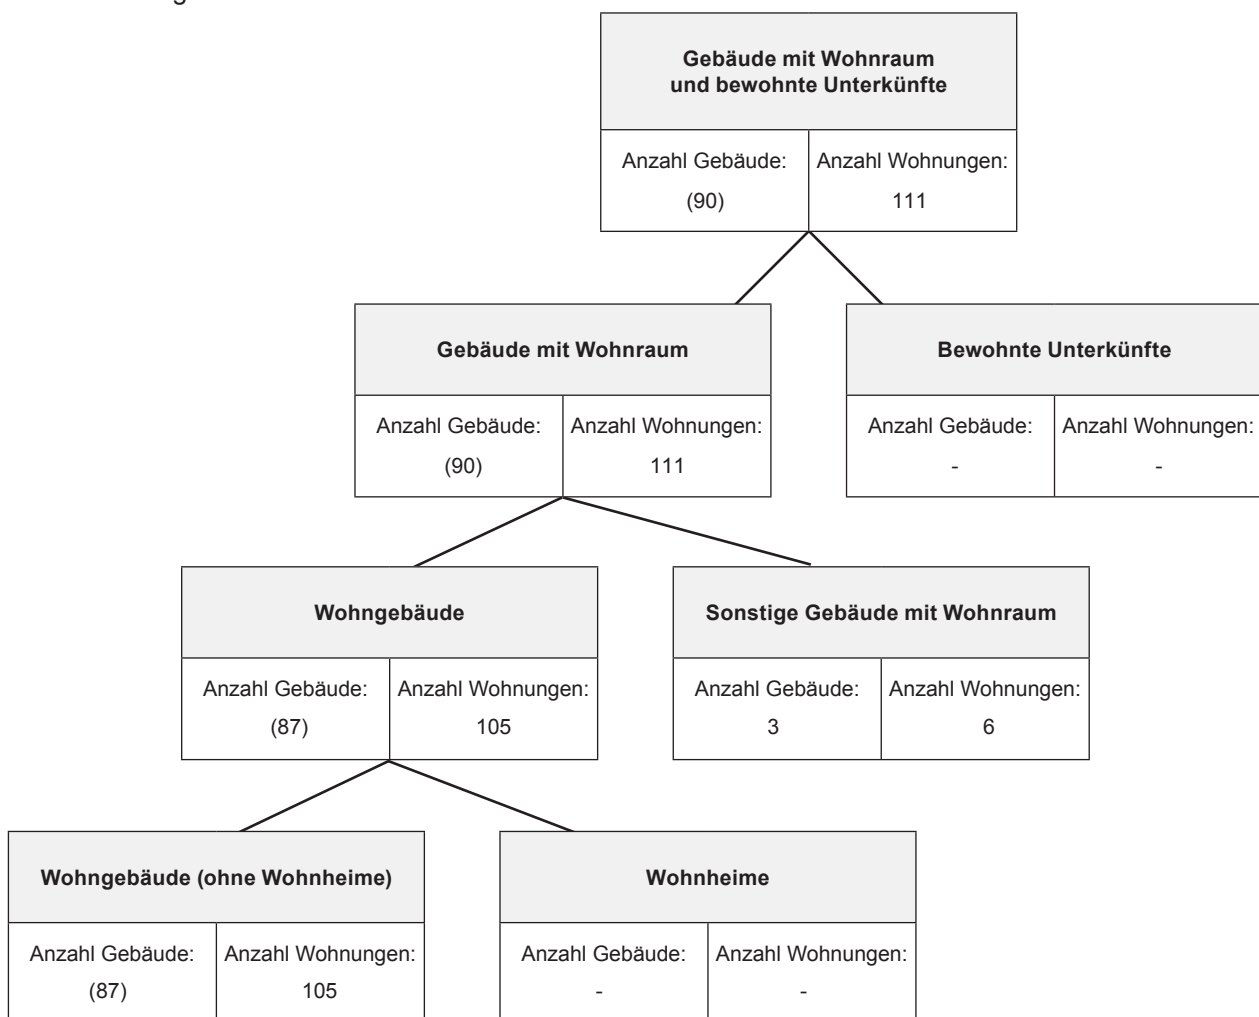 Gebäude mit Wohnraum
und bewohnte Unterkünfte
Anzahl Gebäude:
(90)
Anzahl Wohnungen:
111
Gebäude mit Wohnraum
Anzahl Gebäude:
(90)
Anzahl Wohnungen:
111
Bewohnte Unterkünfte
Anzahl Gebäude:
-
Anzahl Wohnungen:
-
Wohngebäude
Anzahl Gebäude:
(87)
Anzahl Wohnungen:
105
Sonstige Gebäude mit Wohnraum
Anzahl Gebäude:
3
Anzahl Wohnungen:
6
Wohngebäude (ohne Wohnheime)
Anzahl Gebäude:
(87)
Anzahl Wohnungen:
105
Wohnheime
Anzahl Gebäude:
-
Anzahl Wohnungen:
-